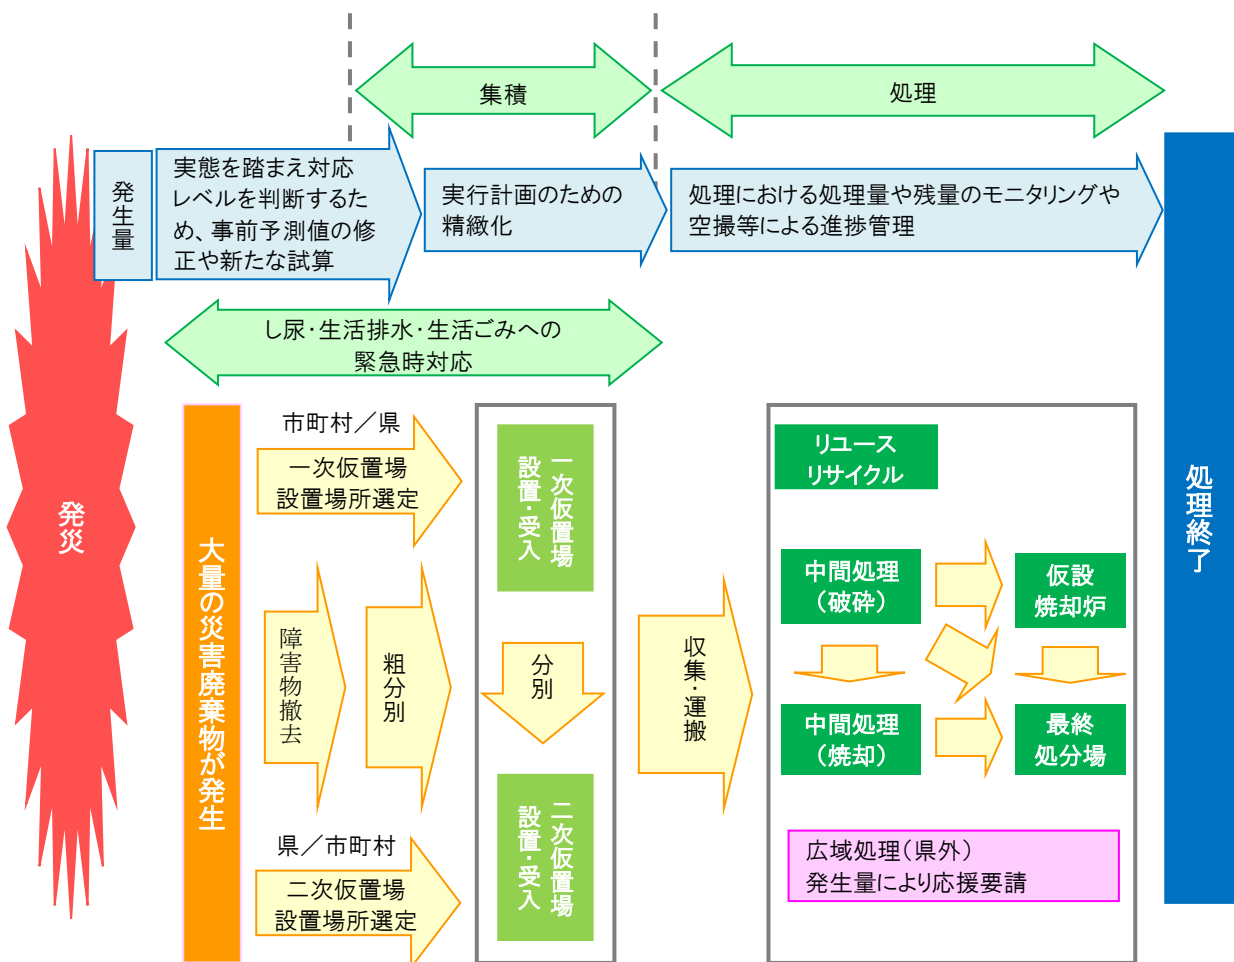 集積
処理
発災
発生量
実態を踏まえ対応
レベルを判断するた
め、事前予測値の修
正や新たな試算
実行計画のための
精緻化
処理における処理量や残量のモニタリングや
空撮等による進捗管理
処理終了
し尿・生活排水・生活ごみへの
緊急時対応
大量の災害廃棄物が発生
市町村／県
一次仮置場
設置場所選定
障害物撤去
粗分別
県／市町村
二次仮置場
設置場所選定
一次仮置場
設置・受入
分別
二次仮置場
設置・受入
収集・運搬
リユース
リサイクル
中間処理
（破砕）
仮設
焼却炉
中間処理
（焼却）
最終
処分場
広域処理（県外）
発生量により応援要請